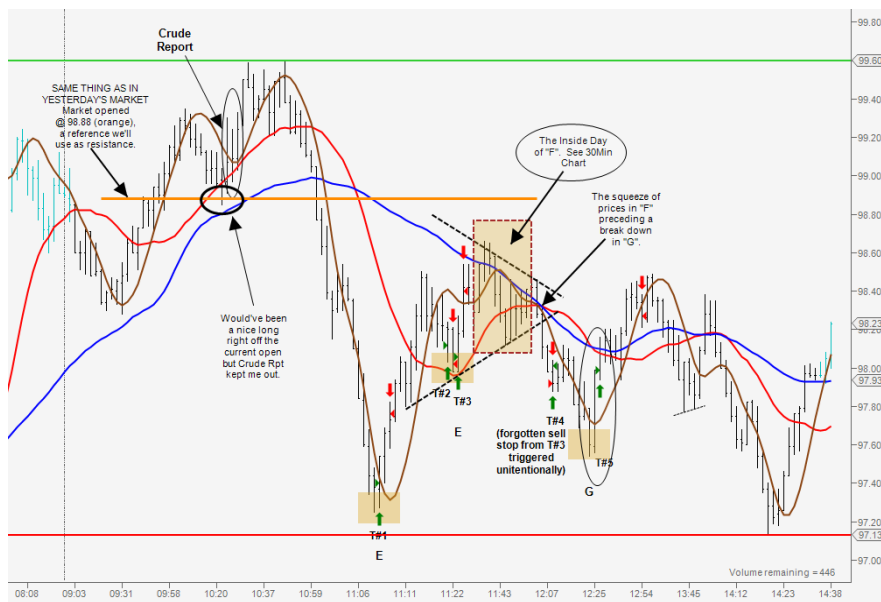 Crude
Report
SAME THING AS IN
YESTERDAY'S MARKET
Market opened
@ 98.88 (orange),
a reference we'll
use as resistance.
The Inside Day
of "F". See 30Min
Chart
The squeeze of
prices in "F"
preceding a
break down
in "G".
Would've been
a nice long
right off the
current open
but Crude Rpt
kept me out.
T#2
T#3
E
T#4
(forgotten sell
stop from T#3
triggered
unitentionally)
T#5
G
T#1
E
Volume remaining = 446
99.80
99.60
99.40
99.20
99.00
98.80
98.60
98.40
98.23
98.00
97.93
97.80
97.60
97.40
97.20
97.13
97.00
08:08 09:03 09:31 09:58 10:20 10:37 10:59 11:06 11:11 11:22 11:43 12:07 12:25 12:54 13:45 14:12 14:23 14:38